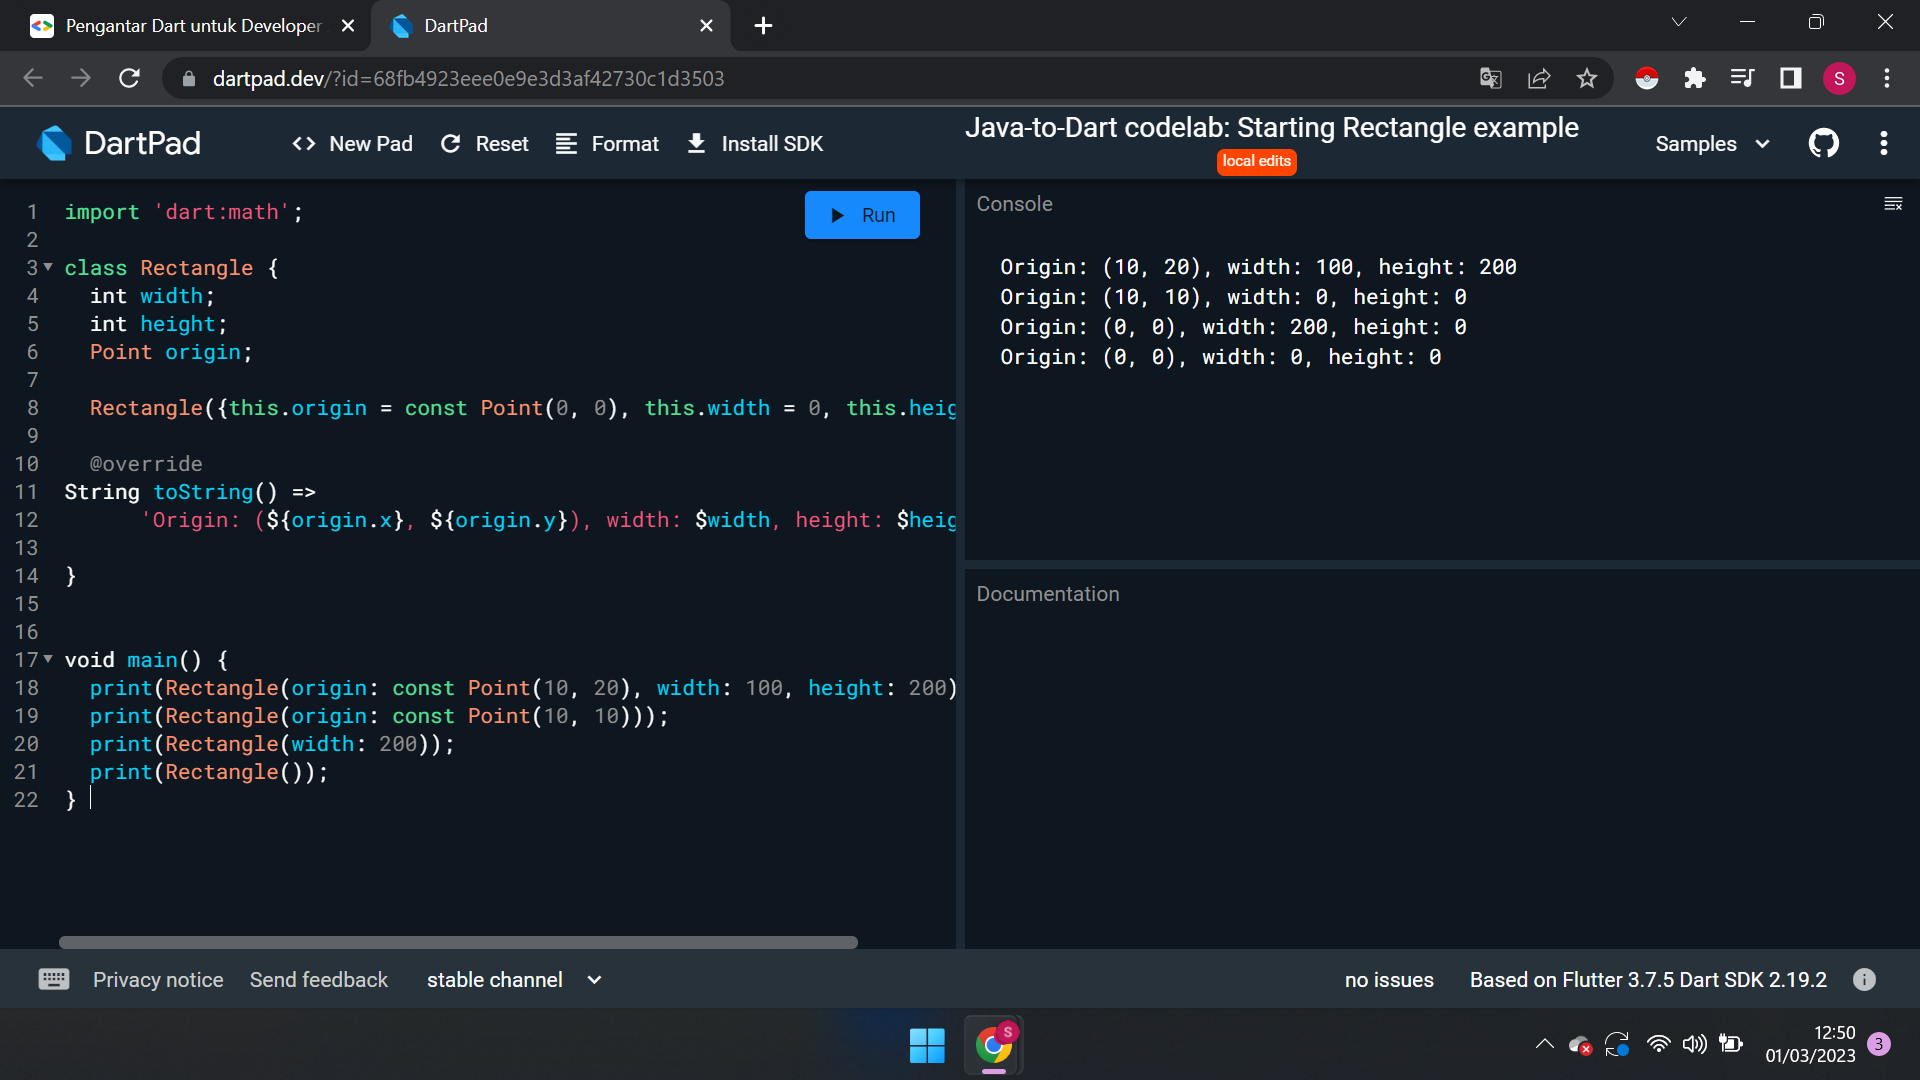 Pengantar Dart untuk Developer
DartPad
dartpad.dev/?id=68fb4923eee0e9e3d3af42730c1d3503
S
DartPad
New Pad
Reset
Format
Install SDK
Java-to-Dart codelab: Starting Rectangle example
local edits
Samples
Run
1 import 'dart:math';
2
3 class Rectangle {
4 int width;
5 int height;
6 Point origin;
7
8 Rectangle({this.origin = const Point(0, 0), this.width = 0, this.heig
9
10 @override
11 String toString() =>
12 'Origin: (${origin.x}, ${origin.y}), width: $width, height: $heig
13
14 }
15
16
17 void main() {
18 print(Rectangle(origin: const Point(10, 20), width: 100, height: 200)
19 print(Rectangle(origin: const Point(10, 10)));
20 print(Rectangle(width: 200));
21 print(Rectangle());
22 }
Console
Origin: (10, 20), width: 100, height: 200
Origin: (10, 10), width: 0, height: 0
Origin: (0, 0), width: 200, height: 0
Origin: (0, 0), width: 0, height: 0
Documentation
Privacy notice
Send feedback
stable channel
no issues
Based on Flutter 3.7.5 Dart SDK 2.19.2
S
12:50
01/03/2023
3